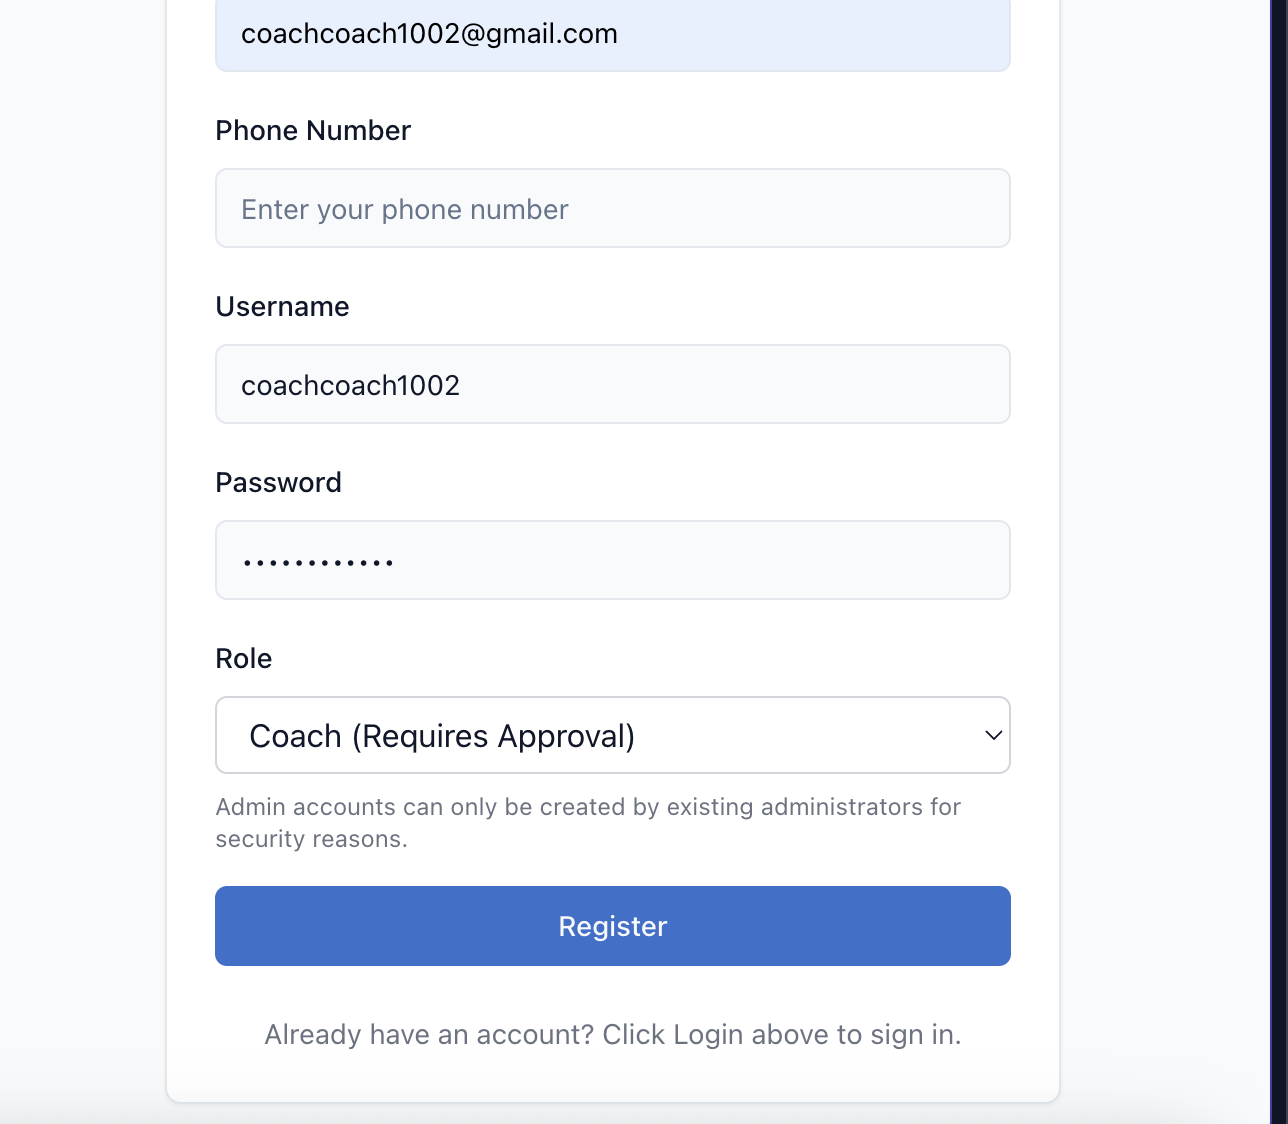 coachcoach1002@gmail.com
Phone Number
Enter your phone number
Username
coachcoach1002
Password
••••••••••••
Role
Coach (Requires Approval)
Admin accounts can only be created by existing administrators for
security reasons.
Register
Already have an account? Click Login above to sign in.